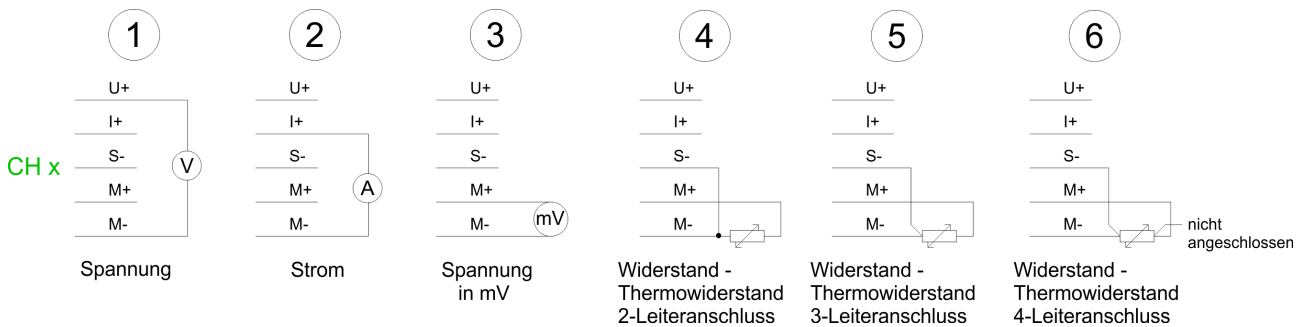 1 2 3 4 5 6
U+ U+ U+ U+ U+ U+
I+ I+ I+ I+ I+ I+
CH x S- V S- S- S- S- S-
M+ M+ A M+ M+ M+ M+
M- M- M- mV M- M- M- nicht
angeschlossen
Spannung
Strom
Spannung
in mV
Widerstand -
Thermowiderstand
2-Leiteranschluss
Widerstand -
Thermowiderstand
3-Leiteranschluss
Widerstand -
Thermowiderstand
4-Leiteranschluss